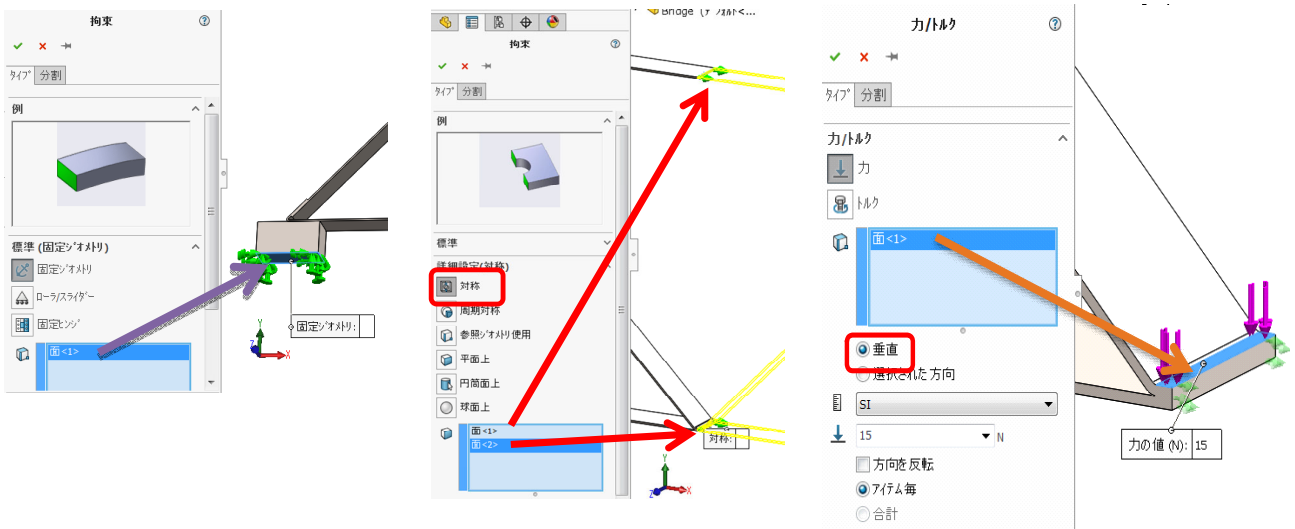 拘束
タイプ 分割
例
標準 (固定ジオメトリ)
固定ジオメトリ
ローラ/スライダー
固定ヒンジ
面<1>
固定ジオメトリ:
Y
Z X
Bridge (デフォルト<...
拘束
タイプ 分割
例
標準
詳細設定(対称)
対称
周期対称
参照ジオメトリ使用
平面上
円筒面上
球面上
面<1>
面<2>
対称:
Y
Z X
力/トルク
タイプ 分割
力/トルク
力
トルク
面<1>
垂直
選択された方向
SI
15 N
方向を反転
アイテム毎
合計
力の値 (N): 15